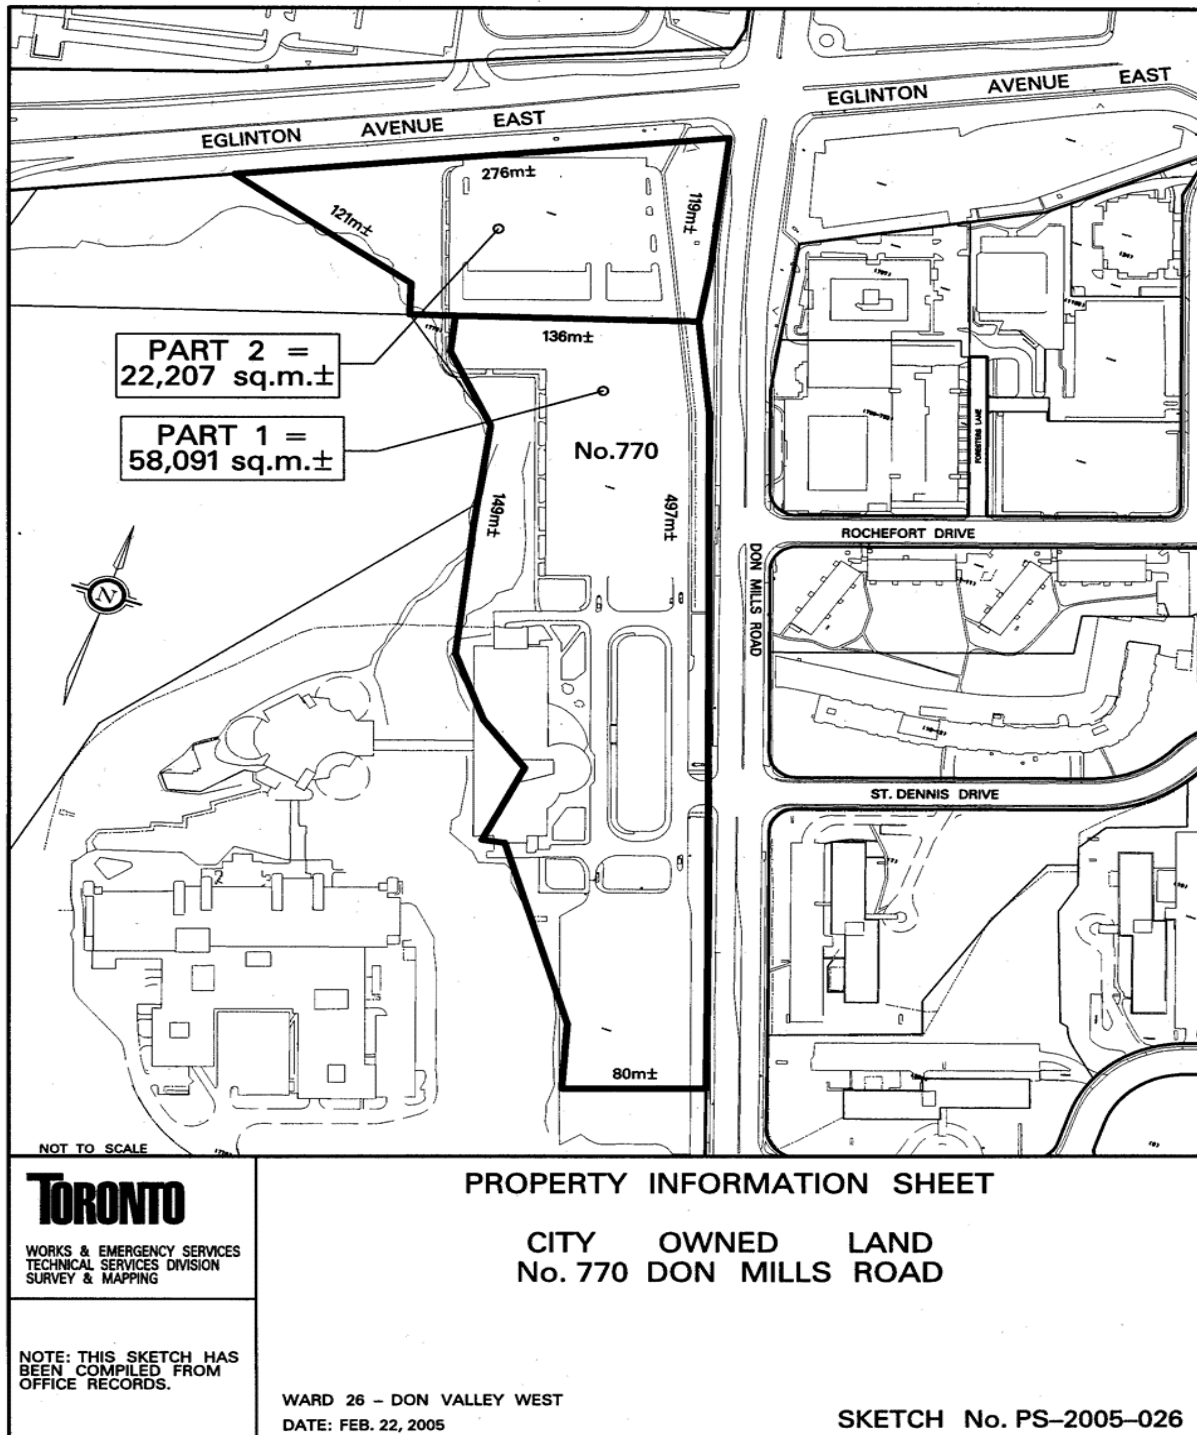 EGLINTON AVENUE EAST
EGLINTON AVENUE EAST
276m±
121m±
119m±
136m±
PART 2 =
22,207 sq.m.±
PART 1 =
58,091 sq.m.±
No.770
149m±
497m±
FORESTERS LANE
ROCHEFORT DRIVE
DON MILLS ROAD
N
ST. DENNIS DRIVE
80m±
NOT TO SCALE
TORONTO
WORKS & EMERGENCY SERVICES
TECHNICAL SERVICES DIVISION
SURVEY & MAPPING
NOTE: THIS SKETCH HAS
BEEN COMPILED FROM
OFFICE RECORDS.
PROPERTY INFORMATION SHEET
CITY OWNED LAND
No. 770 DON MILLS ROAD
WARD 26 – DON VALLEY WEST
DATE: FEB. 22, 2005
SKETCH No. PS–2005–026